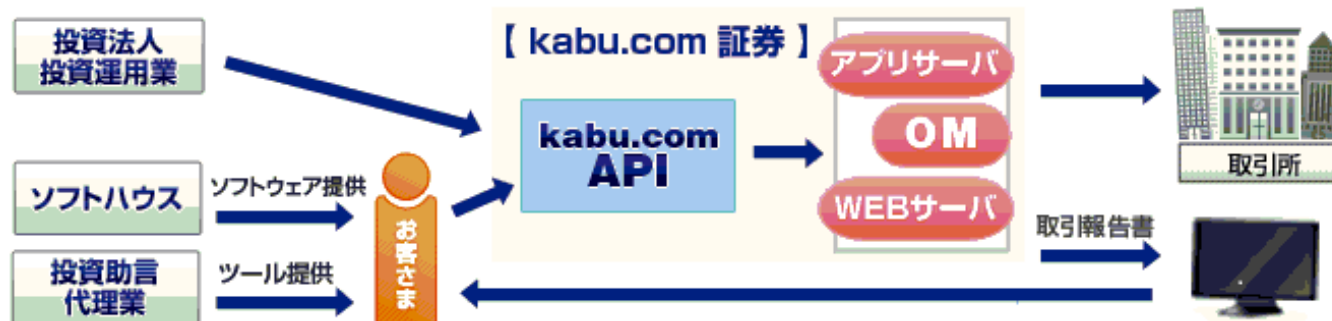 投資法人
投資運用業
【 kabu.com 証券 】
アプリサーバ
kabu.com
API
OM
WEBサーバ
取引所
ソフトハウス
ソフトウェア提供
お客さま
投資助言
代理業
ツール提供
取引報告書